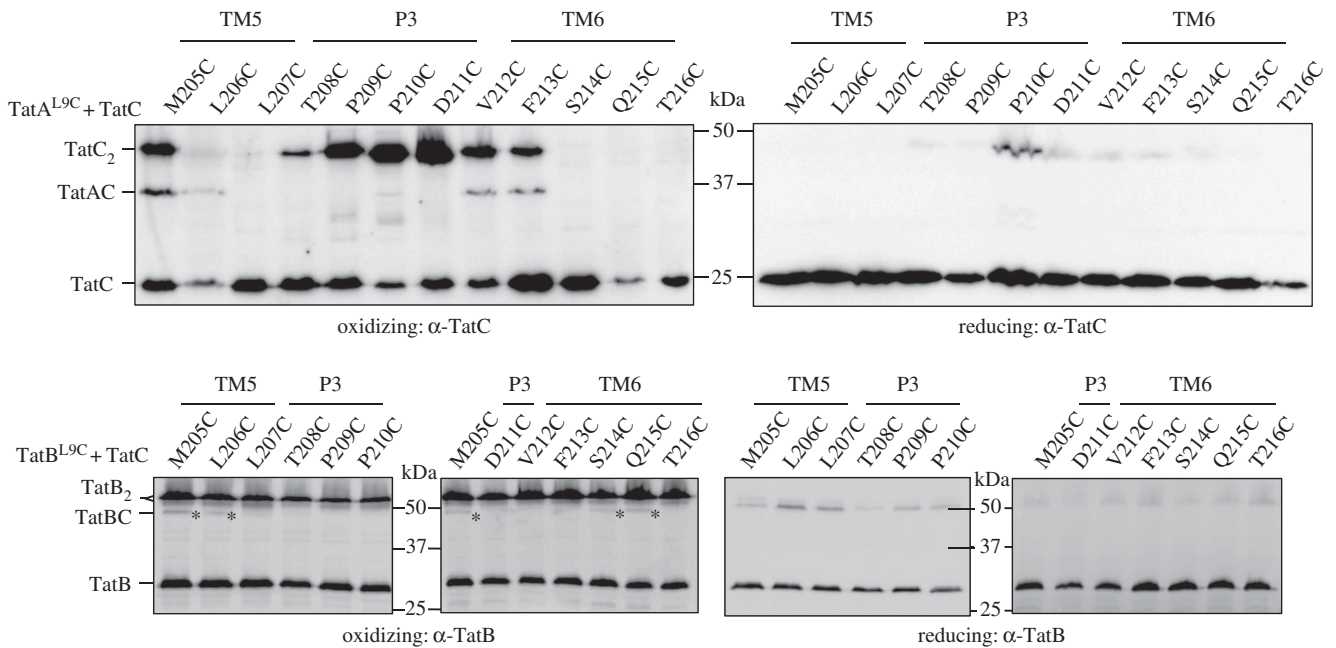 TM5 P3 TM6 TM5 P3 TM6
M205C L206C L207C T208C P209C P210C D211C V212C F213C S214C Q215C T216C M205C L206C L207C T208C P209C P210C D211C V212C F213C S214C Q215C T216C
TatA^L9C + TatC kDa
TatC₂ 50
TatAC 37
TatC 25
oxidizing: α-TatC reducing: α-TatC
TM5 P3 P3 TM6 TM5 P3 P3 TM6
M205C L206C L207C T208C P209C P210C M205C D211C V212C F213C S214C Q215C T216C M205C L206C L207C T208C P209C P210C M205C D211C V212C F213C S214C Q215C T216C
TatB^L9C + TatC kDa kDa
TatB₂
TatBC * * 50 * * * 50
37 37
TatB
25 25
oxidizing: α-TatB reducing: α-TatB